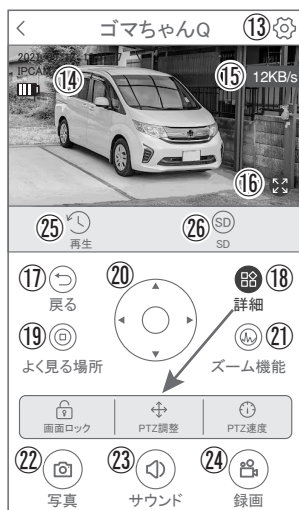 ゴマちゃんQ ⑬
2021
IPCAM
⑭
⑮ 12KB/s
⑯
㉕ 再生
㉖ SD
SD
⑰ 戻る
⑳
⑱ 詳細
⑲ よく見る場所
㉑ ズーム機能
画面ロック
PTZ調整
PTZ速度
㉒ 写真
㉓ サウンド
㉔ 録画